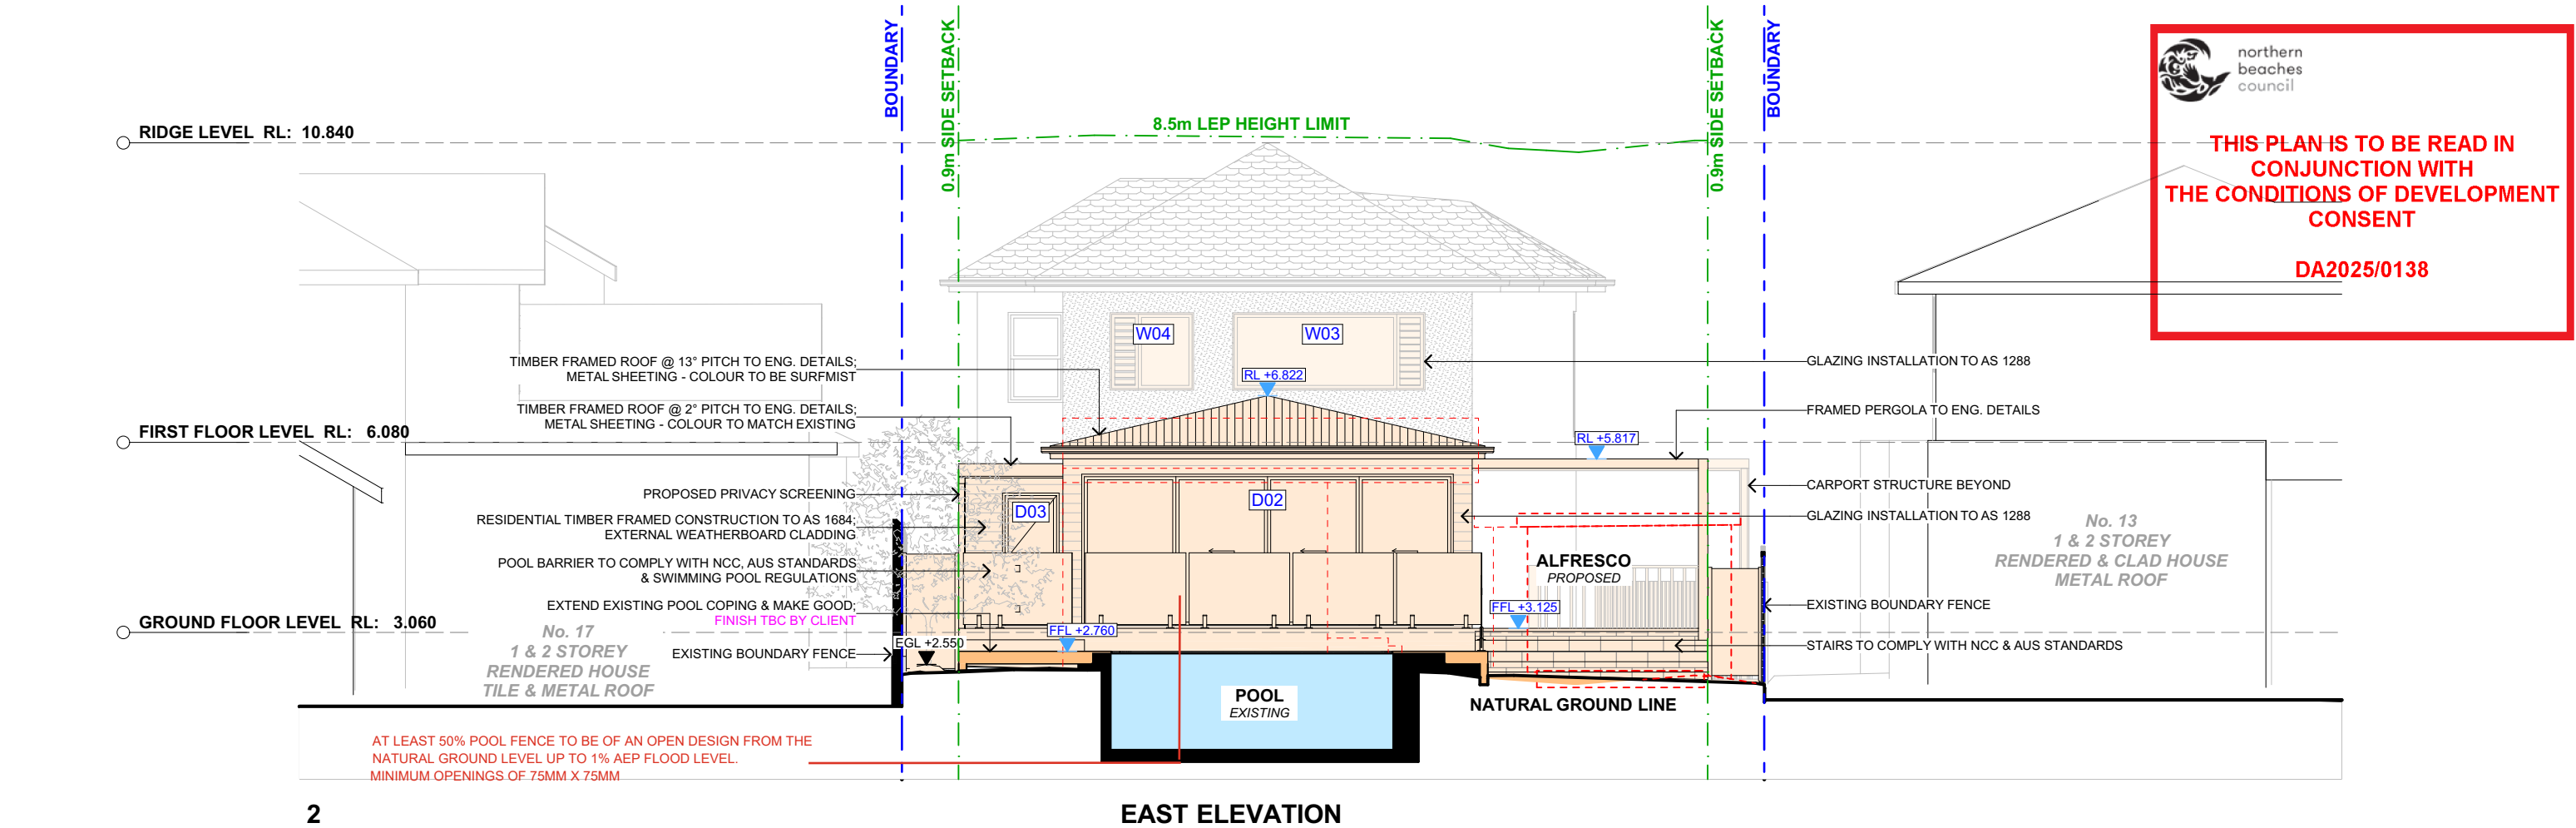 BOUNDARY
0.9m SIDE SETBACK
0.9m SIDE SETBACK
BOUNDARY
northern
beaches
council
THIS PLAN IS TO BE READ IN
CONJUNCTION WITH
THE CONDITIONS OF DEVELOPMENT
CONSENT
DA2025/0138
8.5m LEP HEIGHT LIMIT
RIDGE LEVEL RL: 10.840
W04
W03
TIMBER FRAMED ROOF @ 13° PITCH TO ENG. DETAILS;
METAL SHEETING - COLOUR TO BE SURFMIST
GLAZING INSTALLATION TO AS 1288
RL +6.822
TIMBER FRAMED ROOF @ 2° PITCH TO ENG. DETAILS;
METAL SHEETING - COLOUR TO MATCH EXISTING
FRAMED PERGOLA TO ENG. DETAILS
FIRST FLOOR LEVEL RL: 6.080
RL +5.817
PROPOSED PRIVACY SCREENING
CARPORT STRUCTURE BEYOND
D03
D02
RESIDENTIAL TIMBER FRAMED CONSTRUCTION TO AS 1684;
EXTERNAL WEATHERBOARD CLADDING
GLAZING INSTALLATION TO AS 1288
No. 13
1 & 2 STOREY
RENDERED & CLAD HOUSE
METAL ROOF
POOL BARRIER TO COMPLY WITH NCC, AUS STANDARDS
& SWIMMING POOL REGULATIONS
ALFRESCO
PROPOSED
EXTEND EXISTING POOL COPING & MAKE GOOD;
FINISH TBC BY CLIENT
FFL +3.125
EXISTING BOUNDARY FENCE
GROUND FLOOR LEVEL RL: 3.060
No. 17
1 & 2 STOREY
RENDERED HOUSE
TILE & METAL ROOF
FFL +2.760
EGL +2.550
EXISTING BOUNDARY FENCE
STAIRS TO COMPLY WITH NCC & AUS STANDARDS
POOL
EXISTING
NATURAL GROUND LINE
AT LEAST 50% POOL FENCE TO BE OF AN OPEN DESIGN FROM THE
NATURAL GROUND LEVEL UP TO 1% AEP FLOOD LEVEL.
MINIMUM OPENINGS OF 75MM X 75MM
2
EAST ELEVATION